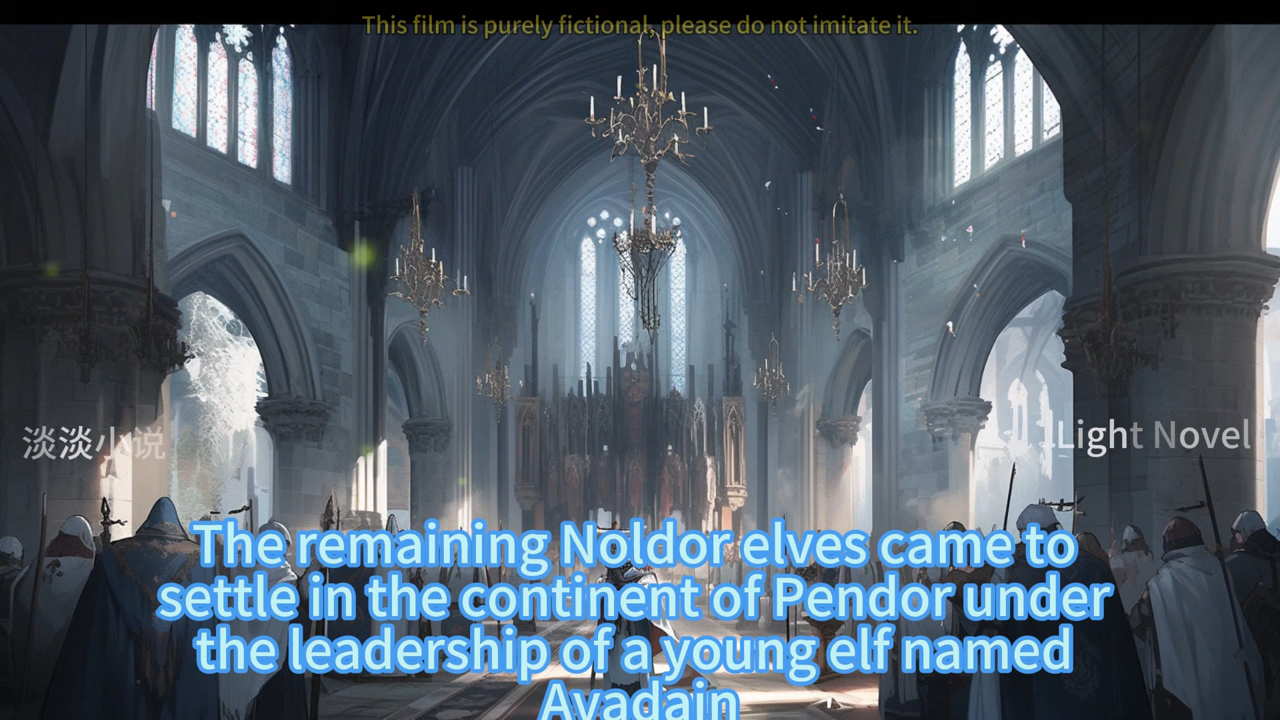 This film is purely fictional, please do not imitate it.
淡淡小说
Light Novel
The remaining Noldor elves came to
settle in the continent of Pendor under
the leadership of a young elf named
Avadain